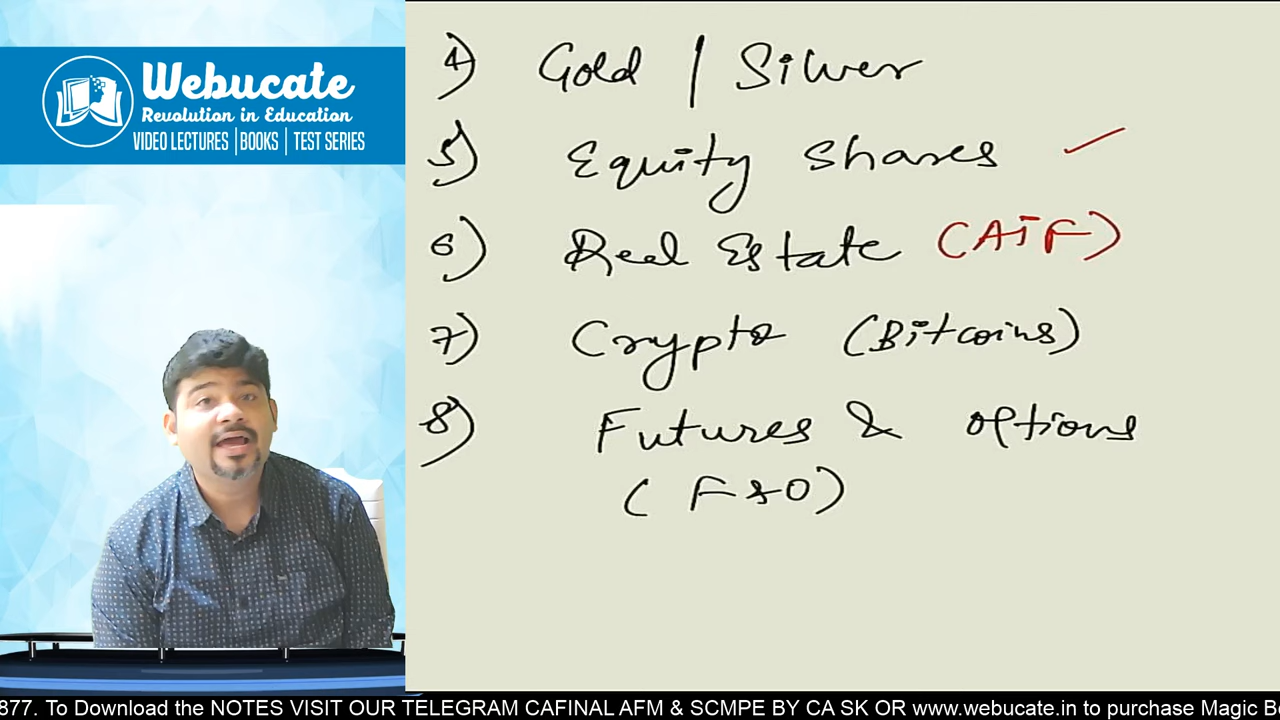 Webucate
Revolution in Education
VIDEO LECTURES | BOOKS | TEST SERIES
4) Gold / Silver
5) Equity Shares ✓
6) Real Estate (AIF)
7) Crypto (Bitcoins)
8) Futures & options
(F&O)
877. To Download the NOTES VISIT OUR TELEGRAM CAFINAL AFM & SCMPE BY CA SK OR www.webucate.in to purchase Magic Bo